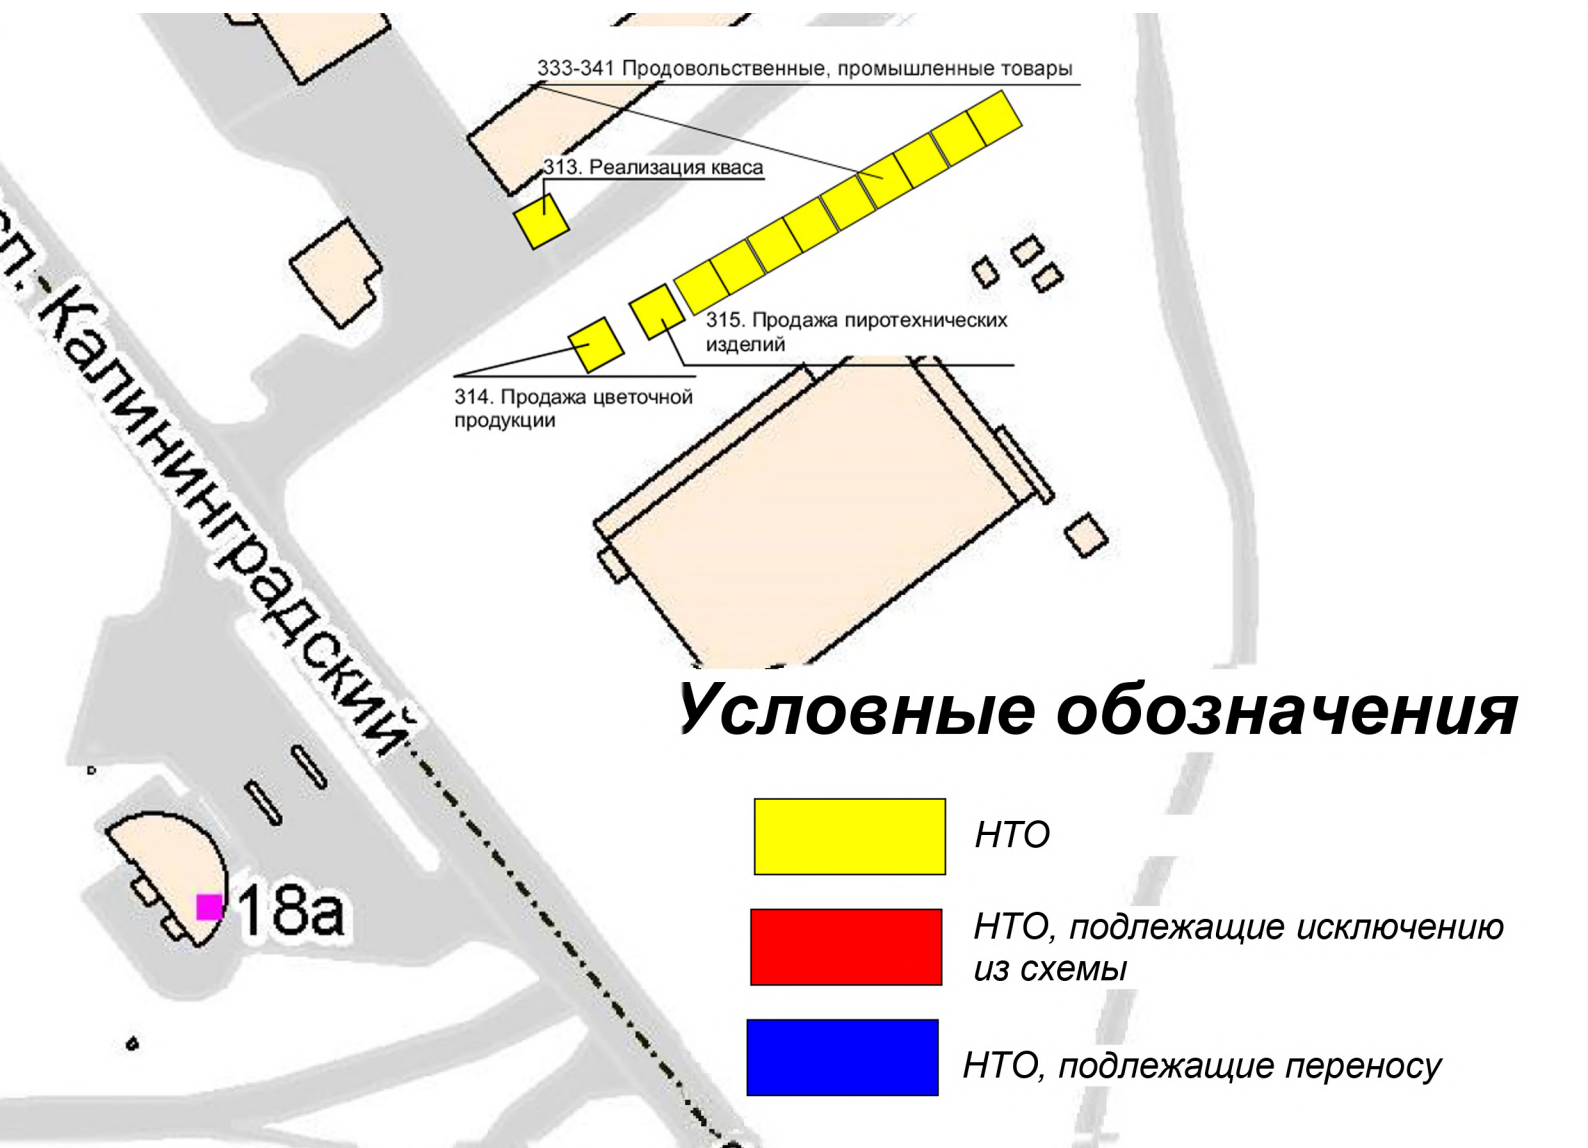 333-341 Продовольственные, промышленные товары
313. Реализация кваса
315. Продажа пиротехнических
изделий
314. Продажа цветочной
продукции
сп. Калининградский
18а
Условные обозначения
НТО
НТО, подлежащие исключению
из схемы
НТО, подлежащие переносу